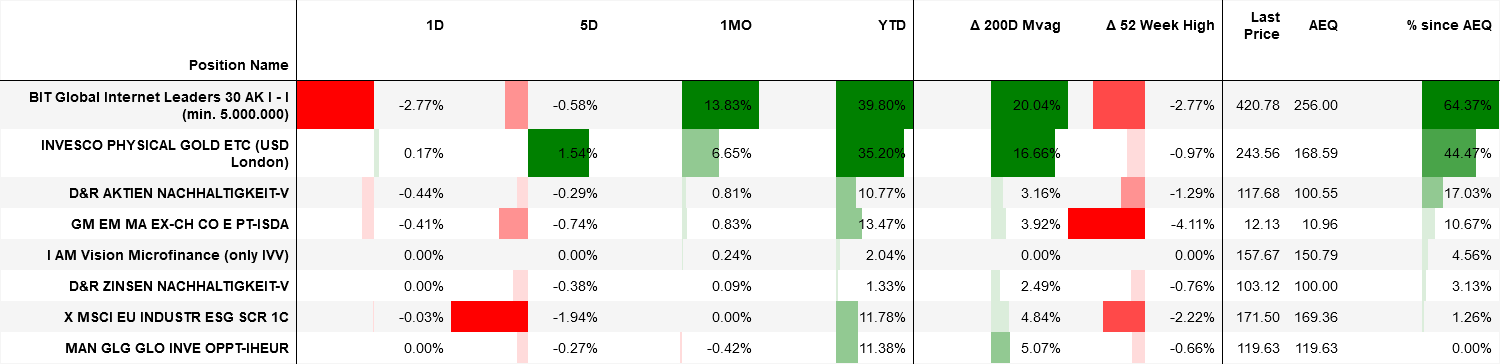 Position Name 1D 5D 1MO YTD Δ 200D Mvag Δ 52 Week High Last Price AEQ % since AEQ
BIT Global Internet Leaders 30 AK I - I (min. 5.000.000) -2.77% -0.58% 13.83% 39.80% 20.04% -2.77% 420.78 256.00 64.37%
INVESCO PHYSICAL GOLD ETC (USD London) 0.17% 1.54% 6.65% 35.20% 16.66% -0.97% 243.56 168.59 44.47%
D&R AKTIEN NACHHALTIGKEIT-V -0.44% -0.29% 0.81% 10.77% 3.16% -1.29% 117.68 100.55 17.03%
GM EM MA EX-CH CO E PT-ISDA -0.41% -0.74% 0.83% 13.47% 3.92% -4.11% 12.13 10.96 10.67%
I AM Vision Microfinance (only IVV) 0.00% 0.00% 0.24% 2.04% 0.00% 0.00% 157.67 150.79 4.56%
D&R ZINSEN NACHHALTIGKEIT-V 0.00% -0.38% 0.09% 1.33% 2.49% -0.76% 103.12 100.00 3.13%
X MSCI EU INDUSTR ESG SCR 1C -0.03% -1.94% 0.00% 11.78% 4.84% -2.22% 171.50 169.36 1.26%
MAN GLG GLO INVE OPPT-IHEUR 0.00% -0.27% -0.42% 11.38% 5.07% -0.66% 119.63 119.63 0.00%